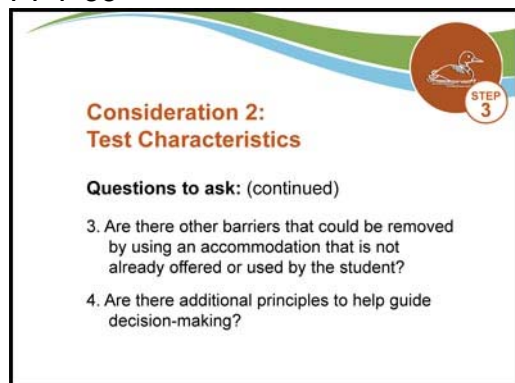 STEP
3
Consideration 2:
Test Characteristics
Questions to ask: (continued)
3. Are there other barriers that could be removed
by using an accommodation that is not
already offered or used by the student?
4. Are there additional principles to help guide
decision-making?